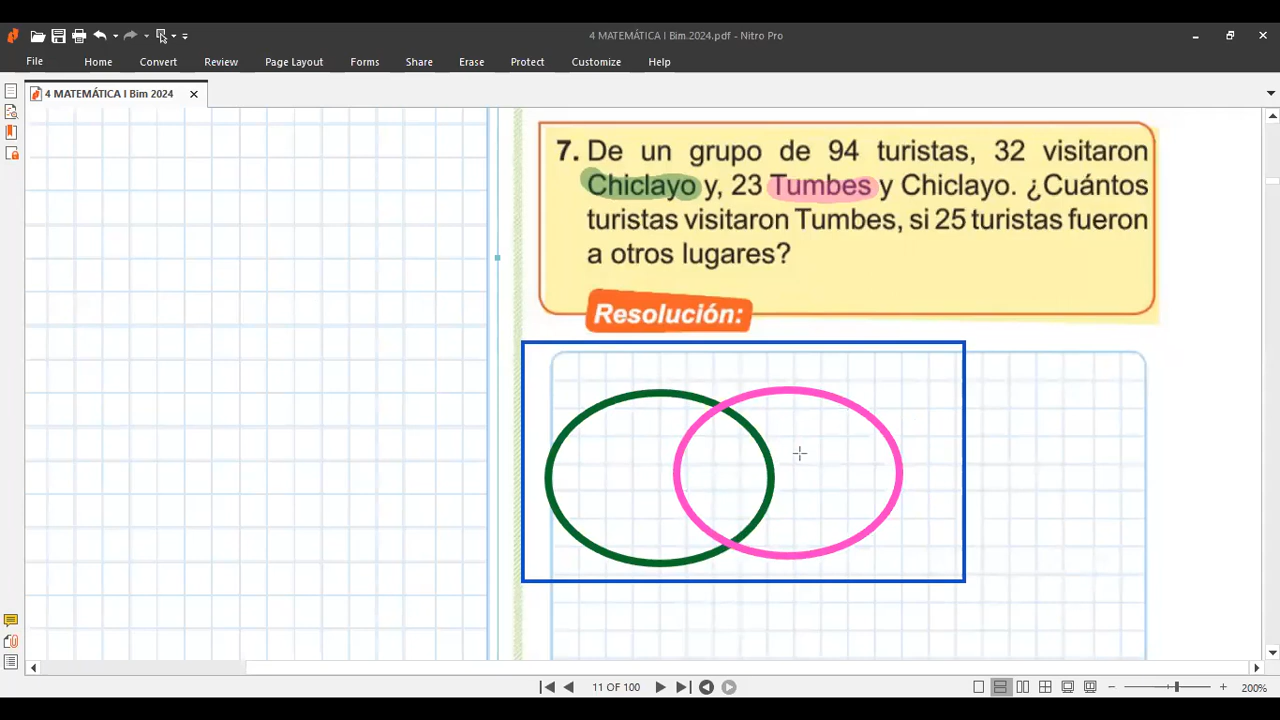 4 MATEMÁTICA I Bim.2024.pdf - Nitro Pro
File Home Convert Review Page Layout Forms Share Erase Protect Customize Help
4 MATEMÁTICA I Bim 2024
7. De un grupo de 94 turistas, 32 visitaron
Chiclayo y, 23 Tumbes y Chiclayo. ¿Cuántos
turistas visitaron Tumbes, si 25 turistas fueron
a otros lugares?
Resolución:
11 OF 100
200%